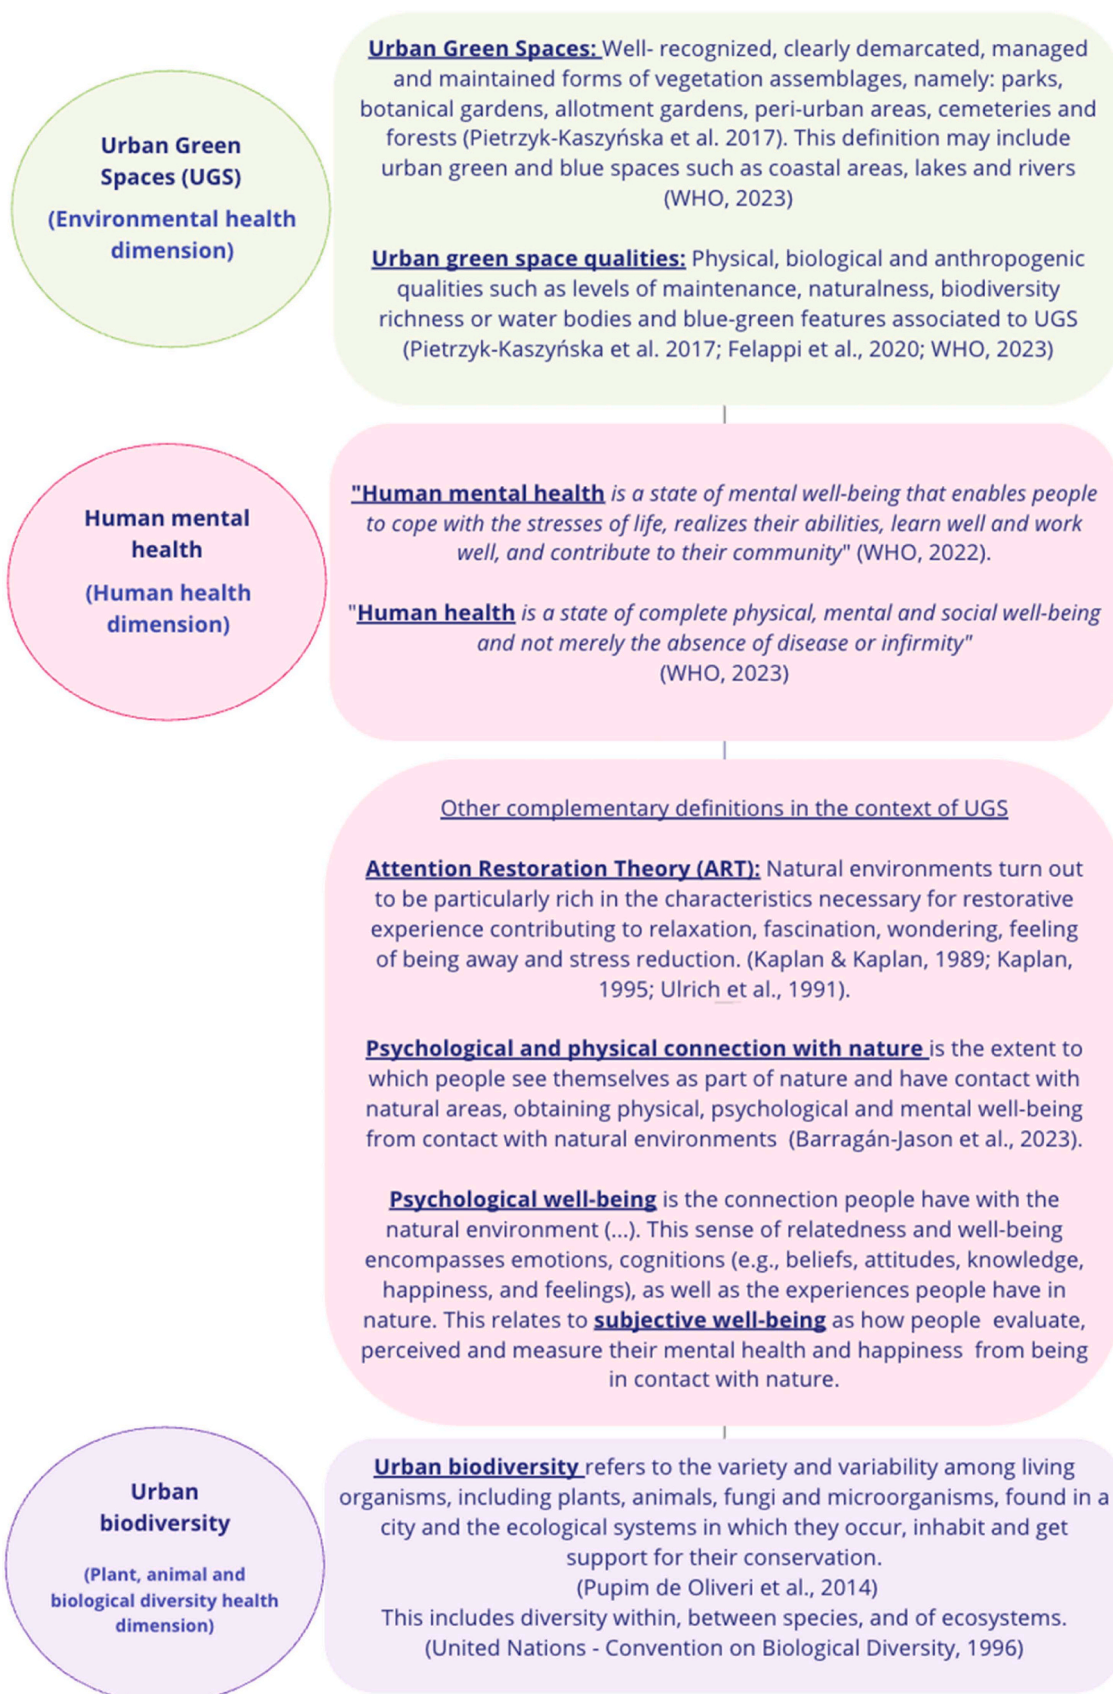 Urban Green
Spaces (UGS)
(Environmental health
dimension)
Urban Green Spaces: Well- recognized, clearly demarcated, managed
and maintained forms of vegetation assemblages, namely: parks,
botanical gardens, allotment gardens, peri-urban areas, cemeteries and
forests (Pietrzyk-Kaszyńska et al. 2017). This definition may include
urban green and blue spaces such as coastal areas, lakes and rivers
(WHO, 2023)
Urban green space qualities: Physical, biological and anthropogenic
qualities such as levels of maintenance, naturalness, biodiversity
richness or water bodies and blue-green features associated to UGS
(Pietrzyk-Kaszyńska et al. 2017; Felappi et al., 2020; WHO, 2023)
Human mental
health
(Human health
dimension)
"Human mental health is a state of mental well-being that enables people
to cope with the stresses of life, realizes their abilities, learn well and work
well, and contribute to their community" (WHO, 2022).
"Human health is a state of complete physical, mental and social well-being
and not merely the absence of disease or infirmity"
(WHO, 2023)
Other complementary definitions in the context of UGS
Attention Restoration Theory (ART): Natural environments turn out
to be particularly rich in the characteristics necessary for restorative
experience contributing to relaxation, fascination, wondering, feeling
of being away and stress reduction. (Kaplan & Kaplan, 1989; Kaplan,
1995; Ulrich et al., 1991).
Psychological and physical connection with nature is the extent to
which people see themselves as part of nature and have contact with
natural areas, obtaining physical, psychological and mental well-being
from contact with natural environments (Barragán-Jason et al., 2023).
Psychological well-being is the connection people have with the
natural environment (...). This sense of relatedness and well-being
encompasses emotions, cognitions (e.g., beliefs, attitudes, knowledge,
happiness, and feelings), as well as the experiences people have in
nature. This relates to subjective well-being as how people evaluate,
perceived and measure their mental health and happiness from being
in contact with nature.
Urban
biodiversity
(Plant, animal and
biological diversity health
dimension)
Urban biodiversity refers to the variety and variability among living
organisms, including plants, animals, fungi and microorganisms, found in a
city and the ecological systems in which they occur, inhabit and get
support for their conservation.
(Pupim de Oliveri et al., 2014)
This includes diversity within, between species, and of ecosystems.
(United Nations - Convention on Biological Diversity, 1996)